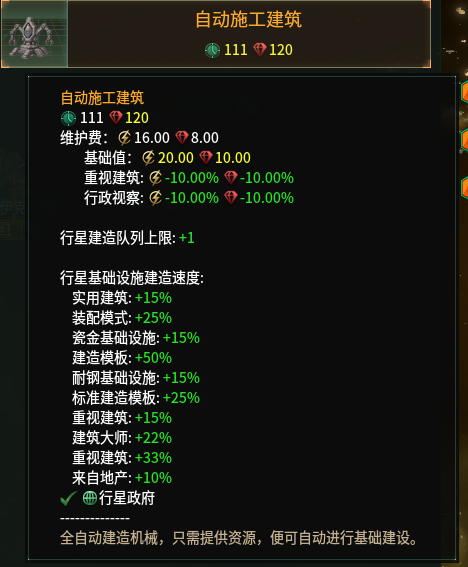 自动施工建筑
111 120
自动施工建筑
111 120
维护费: 16.00 8.00
基础值: 20.00 10.00
重视建筑: -10.00% -10.00%
行政视察: -10.00% -10.00%
行星建造队列上限: +1
行星基础设施建造速度:
实用建筑: +15%
装配模式: +25%
瓷金基础设施: +15%
建造模板: +50%
耐钢基础设施: +15%
标准建造模板: +25%
重视建筑: +15%
建筑大师: +22%
重视建筑: +33%
来自地产: +10%
行星政府
--------------
全自动建造机械，只需提供资源，便可自动进行基础建设。